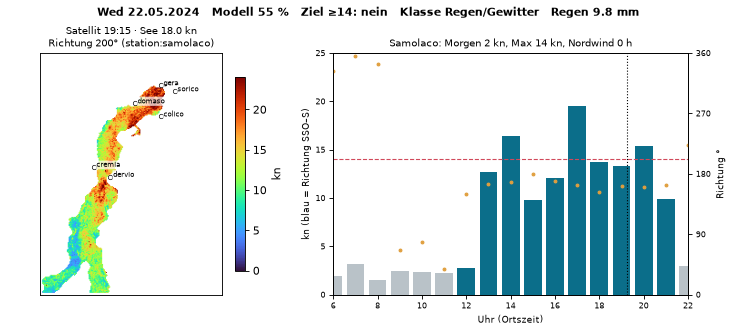 Wed 22.05.2024   Modell 55 %   Ziel ≥14: nein   Klasse Regen/Gewitter   Regen 9.8 mm
Satellit 19:15 · See 18.0 kn
Richtung 200° (station:samolaco)
gera
sorico
domaso
colico
cremia
dervio
20
15
10
5
0
kn
Samolaco: Morgen 2 kn, Max 14 kn, Nordwind 0 h
25
20
15
10
5
0
kn (blau = Richtung SSO–S)
360
270
180
90
0
Richtung °
6 8 10 12 14 16 18 20 22
Uhr (Ortszeit)